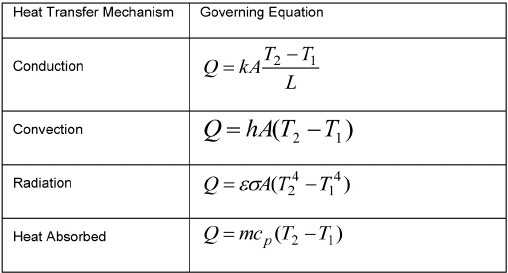 Heat Transfer Mechanism Governing Equation
Conduction Q = kA (T₂ − T₁)/L
Convection Q = hA(T₂ − T₁)
Radiation Q = εσA(T₂⁴ − T₁⁴)
Heat Absorbed Q = mcₚ(T₂ − T₁)